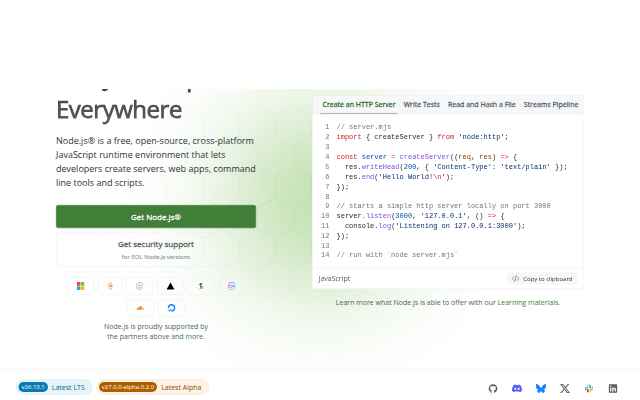 Everywhere
Node.js® is a free, open-source, cross-platform
JavaScript runtime environment that lets
developers create servers, web apps, command
line tools and scripts.
Get Node.js®
Get security support
for EOL Node.js versions
Node.js is proudly supported by
the partners above and more.
Create an HTTP Server Write Tests Read and Hash a File Streams Pipeline
1 // server.mjs
2 import { createServer } from 'node:http';
3
4 const server = createServer((req, res) => {
5 res.writeHead(200, { 'Content-Type': 'text/plain' });
6 res.end('Hello World!\n');
7 });
8
9 // starts a simple http server locally on port 3000
10 server.listen(3000, '127.0.0.1', () => {
11 console.log('Listening on 127.0.0.1:3000');
12 });
13
14 // run with `node server.mjs`
JavaScript
Copy to clipboard
Learn more what Node.js is able to offer with our Learning materials.
Latest LTS
v27.0.0-alpha.0.2.0 Latest Alpha